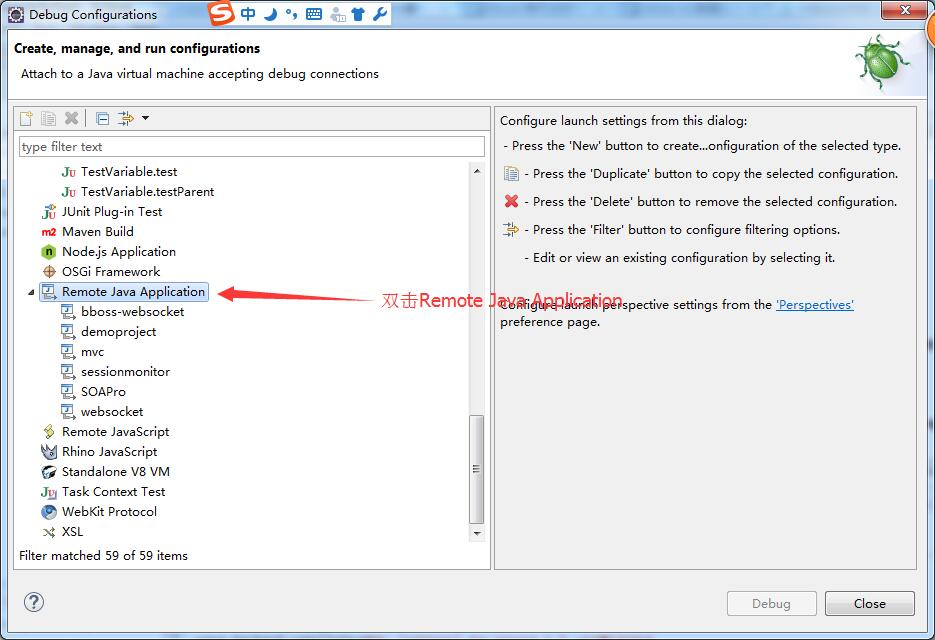 Debug Configurations
中
Create, manage, and run configurations
Attach to a Java virtual machine accepting debug connections
type filter text
TestVariable.test
TestVariable.testParent
JUnit Plug-in Test
Maven Build
Node.js Application
OSGi Framework
Remote Java Application
bboss-websocket
demoproject
mvc
sessionmonitor
SOAPro
websocket
Remote JavaScript
Rhino JavaScript
Standalone V8 VM
Task Context Test
WebKit Protocol
XSL
Filter matched 59 of 59 items
双击Remote Java Application
Configure launch settings from this dialog:
- Press the 'New' button to create...onfiguration of the selected type.
- Press the 'Duplicate' button to copy the selected configuration.
- Press the 'Delete' button to remove the selected configuration.
- Press the 'Filter' button to configure filtering options.
- Edit or view an existing configuration by selecting it.
Configure launch perspective settings from the 'Perspectives'
preference page.
Debug
Close